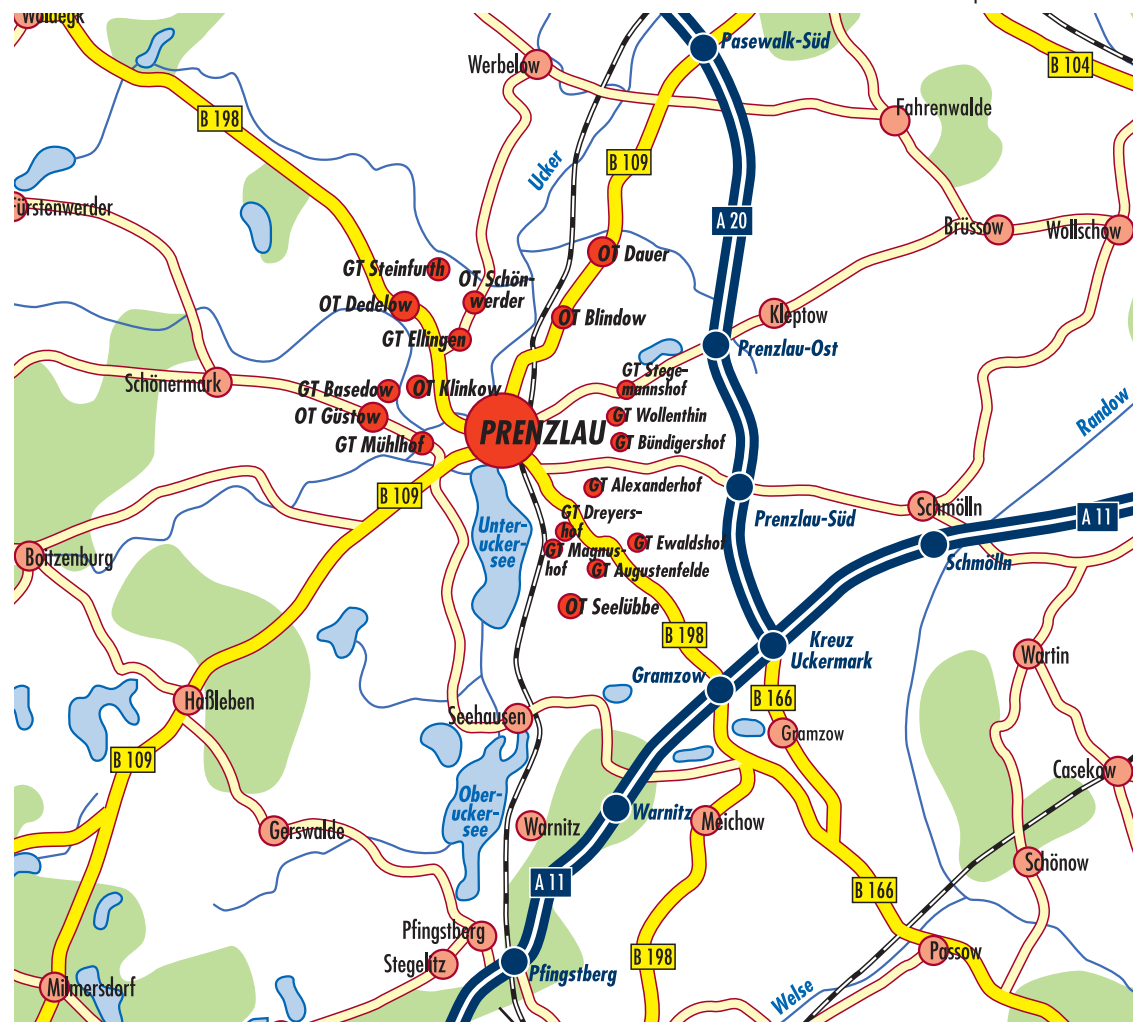 Woldegk
Pasewalk-Süd
Werbelow
B 104
B 198
Fahrenwalde
B 109
Ucker
Fürstenwerder
A 20
Brüssow
Wollschow
OT Dauer
GT Steinfurth
OT Schön-
werder
OT Dedelow
OT Blindow
Kleptow
GT Ellingen
Prenzlau-Ost
Schönermark
GT Stege-
mannshof
GT Basedow
OT Klinkow
OT Güstow
GT Wollenthin
PRENZLAU
GT Mühlhof
GT Bündigershof
Randow
B 109
GT Alexanderhof
Schmölln
Prenzlau-Süd
A 11
Unter-
ucker-
see
GT Dreyers-
hof
GT Ewaldshof
GT Magnus-
hof
GT Augustenfelde
Boitzenburg
Schmölln
OT Seelübbe
B 198
Kreuz
Uckermark
Wartin
Gramzow
B 166
Haßleben
Seehausen
Gramzow
B 109
Casekow
Ober-
ucker-
see
Warnitz
Warnitz
Meichow
Gerswalde
Schönow
A 11
B 166
Pfingstberg
Stegelitz
Pfingstberg
B 198
Passow
Milmersdorf
Welse